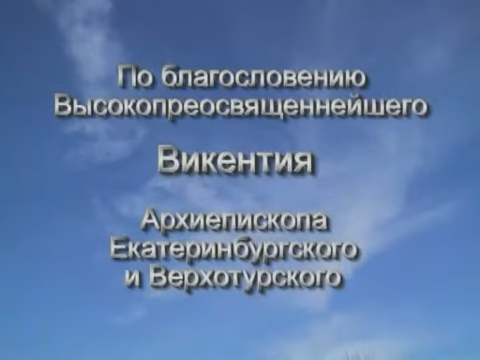 По благословению
Высокопреосвященнейшего
Викентия
Архиепископа
Екатеринбургского
и Верхотурского